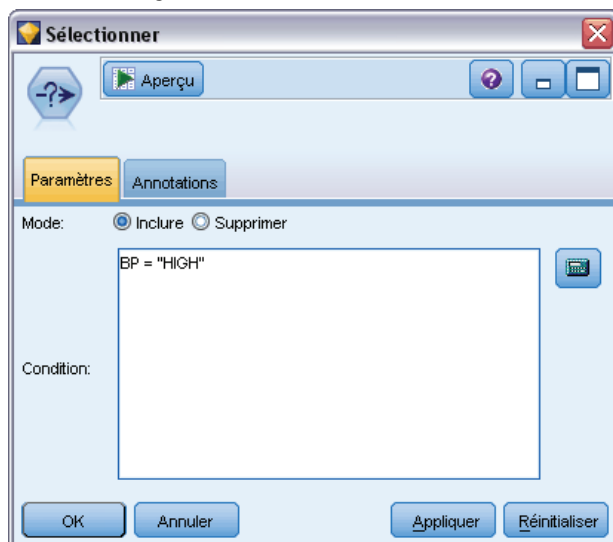 Sélectionner
Aperçu
Paramètres Annotations
Mode: Inclure Supprimer
BP = "HIGH"
Condition:
OK Annuler Appliquer Réinitialiser